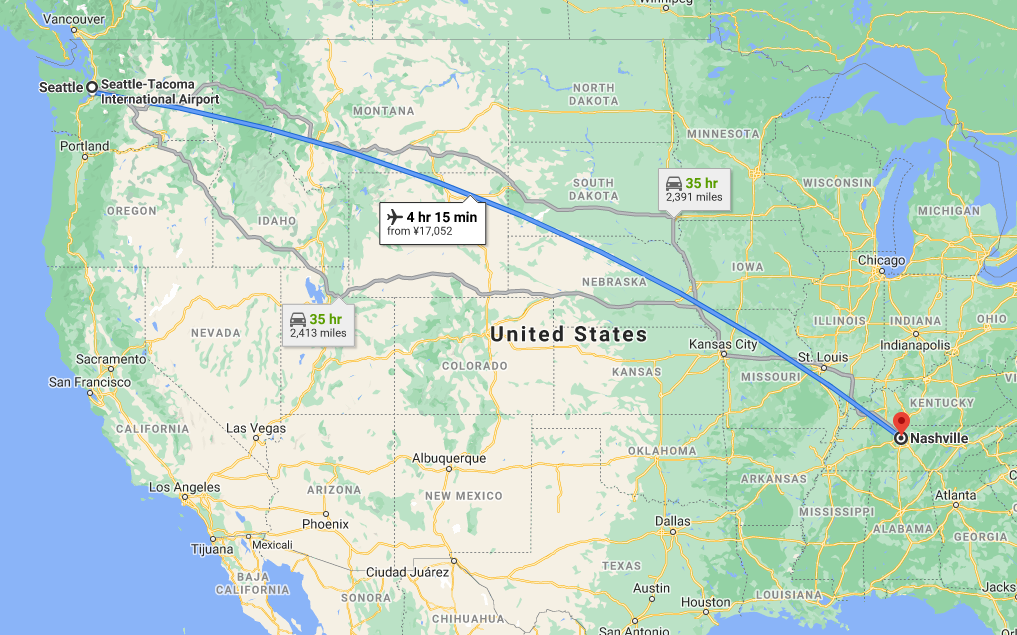 Winnipeg
Vancouver
Seattle
Seattle-Tacoma
International Airport
NORTH
DAKOTA
MONTANA
MINNESOTA
Portland
35 hr
2,391 miles
SOUTH
DAKOTA
WISCONSIN
OREGON
IDAHO
4 hr 15 min
from ¥17,052
MICHIGAN
Chicago
IOWA
NEBRASKA
35 hr
2,413 miles
NEVADA
United States
ILLINOIS
INDIANA
OHIO
Indianapolis
Kansas City
Sacramento
San Francisco
COLORADO
KANSAS
MISSOURI
St. Louis
KENTUCKY
CALIFORNIA
Las Vegas
Nashville
Albuquerque
OKLAHOMA
Los Angeles
ARIZONA
NEW MEXICO
ARKANSAS
Atlanta
Phoenix
Dallas
MISSISSIPPI
ALABAMA
GEORGIA
Tijuana
Mexicali
Ciudad Juárez
TEXAS
BAJA
CALIFORNIA
SONORA
Austin
LOUISIANA
Jacks
Houston
CHIHUAHUA
San Antonio